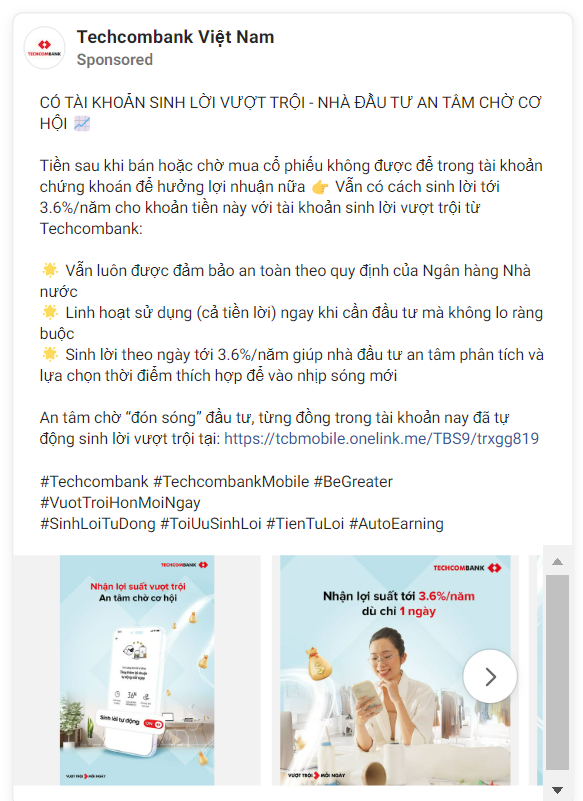 TECHCOMBANK
Techcombank Việt Nam
Sponsored
CÓ TÀI KHOẢN SINH LỜI VƯỢT TRỘI - NHÀ ĐẦU TƯ AN TÂM CHỜ CƠ
HỘI 📈
Tiền sau khi bán hoặc chờ mua cổ phiếu không được để trong tài khoản
chứng khoán để hưởng lợi nhuận nữa 👉 Vẫn có cách sinh lời tới
3.6%/năm cho khoản tiền này với tài khoản sinh lời vượt trội từ
Techcombank:
🌟 Vẫn luôn được đảm bảo an toàn theo quy định của Ngân hàng Nhà
nước
🌟 Linh hoạt sử dụng (cả tiền lời) ngay khi cần đầu tư mà không lo ràng
buộc
🌟 Sinh lời theo ngày tới 3.6%/năm giúp nhà đầu tư an tâm phân tích và
lựa chọn thời điểm thích hợp để vào nhịp sóng mới
An tâm chờ “đón sóng” đầu tư, từng đồng trong tài khoản nay đã tự
động sinh lời vượt trội tại: https://tcbmobile.onelink.me/TBS9/trxgg819
#Techcombank #TechcombankMobile #BeGreater
#VuotTroiHonMoiNgay
#SinhLoiTuDong #ToiUuSinhLoi #TienTuLoi #AutoEarning
TECHCOMBANK
Nhận lợi suất vượt trội
An tâm chờ cơ hội
Sinh lời tự động
VƯỢT TRỘI MỖI NGÀY
TECHCOMBANK
Nhận lợi suất tới 3.6%/năm
dù chỉ 1 ngày
VƯỢT TRỘI MỖI NGÀY